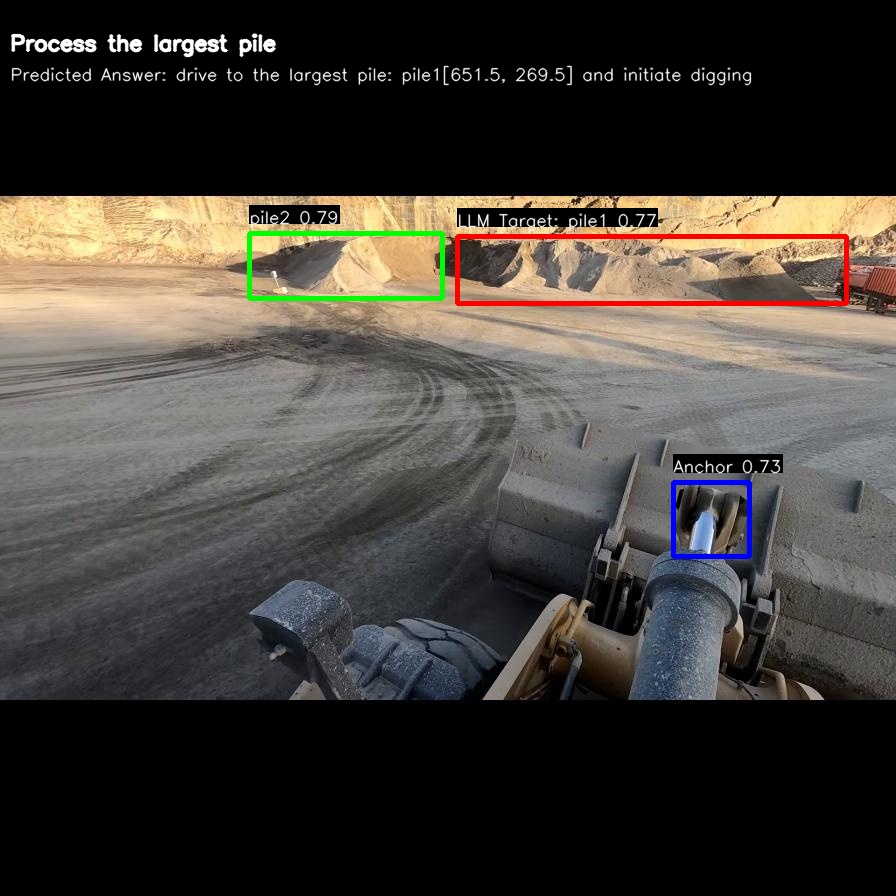 Process the largest pile
Predicted Answer: drive to the largest pile: pile1[651.5, 269.5] and initiate digging
pile2 0.79
LLM Target: pile1 0.77
Anchor 0.73